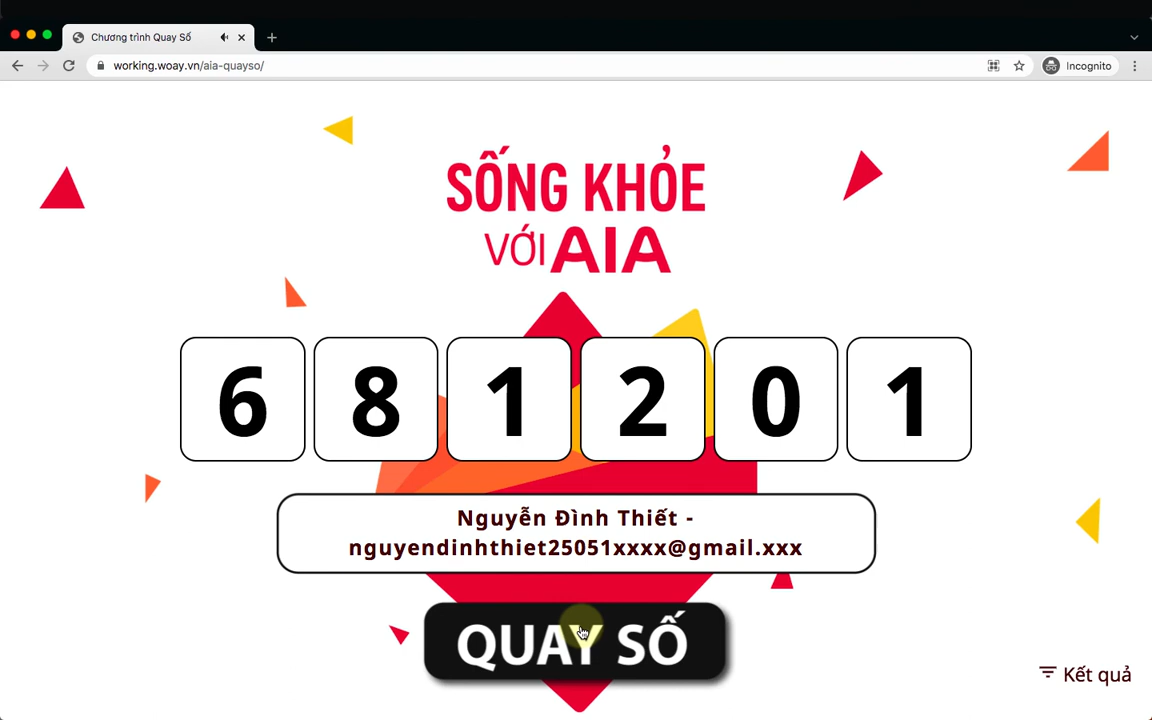 Chương trình Quay Số
working.woay.vn/aia-quayso/
Incognito
SỐNG KHỎE
VỚI AIA
6 8 1 2 0 1
Nguyễn Đình Thiết -
nguyendinhthiet25051xxxx@gmail.xxx
QUAY SỐ
Kết quả